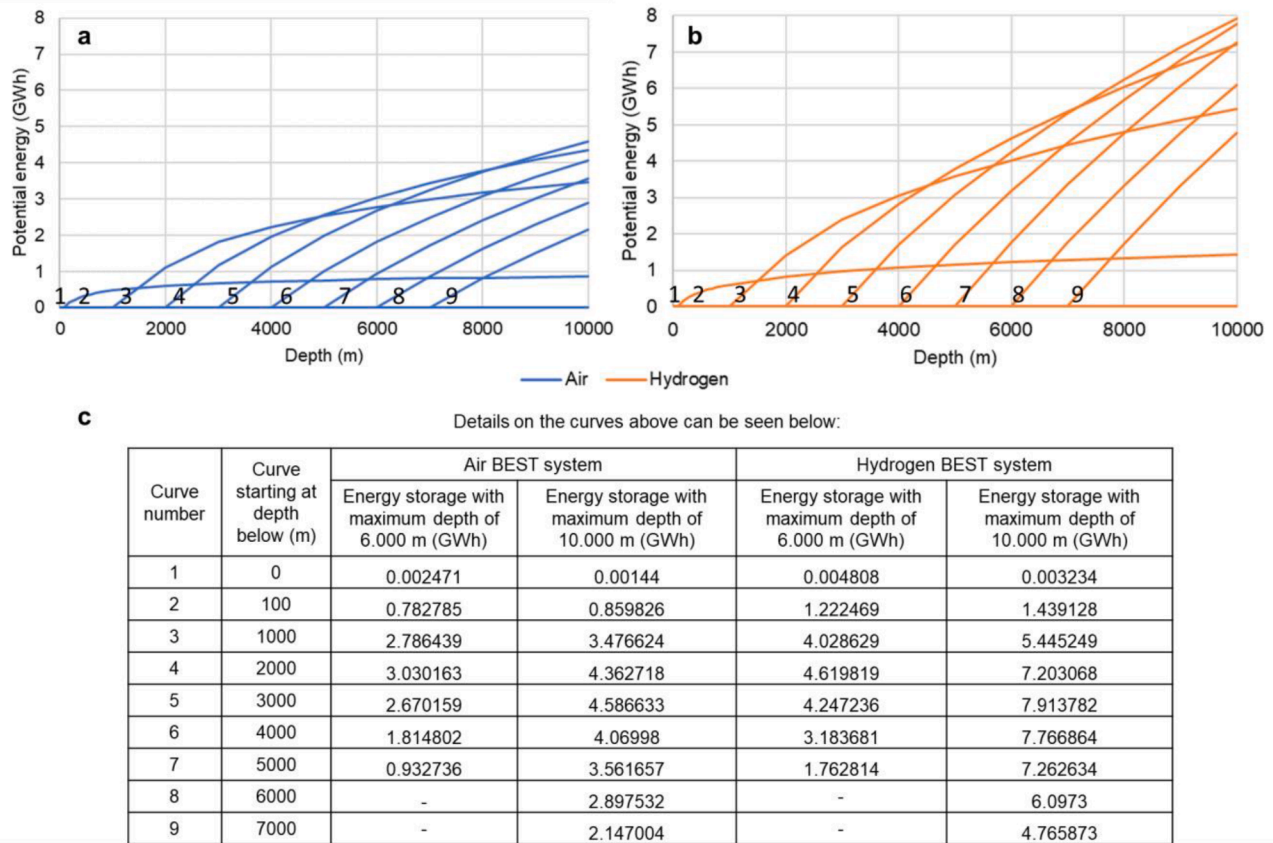 a
8
7
6
5
4
3
2
1
0
Potential energy (GWh)
1 2 3 4 5 6 7 8 9
0 2000 4000 6000 8000 10000
Depth (m)
b
8
7
6
5
4
3
2
1
0
Potential energy (GWh)
1 2 3 4 5 6 7 8 9
0 2000 4000 6000 8000 10000
Depth (m)
Air Hydrogen
c
Details on the curves above can be seen below:
Curve
number
Curve
starting at
depth
below (m)
Air BEST system
Hydrogen BEST system
Energy storage with
maximum depth of
6.000 m (GWh)
Energy storage with
maximum depth of
10.000 m (GWh)
Energy storage with
maximum depth of
6.000 m (GWh)
Energy storage with
maximum depth of
10.000 m (GWh)
1 0 0.002471 0.00144 0.004808 0.003234
2 100 0.782785 0.859826 1.222469 1.439128
3 1000 2.786439 3.476624 4.028629 5.445249
4 2000 3.030163 4.362718 4.619819 7.203068
5 3000 2.670159 4.586633 4.247236 7.913782
6 4000 1.814802 4.06998 3.183681 7.766864
7 5000 0.932736 3.561657 1.762814 7.262634
8 6000 - 2.897532 - 6.0973
9 7000 - 2.147004 - 4.765873